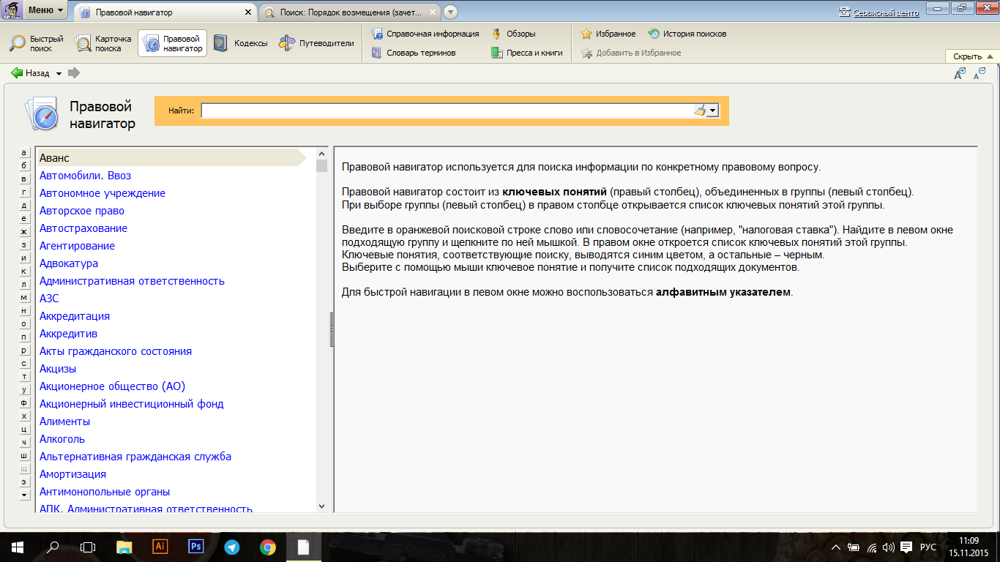 Меню
Правовой навигатор
Поиск: Порядок возмещения (зачет...
Сервисный центр
Быстрый
поиск
Карточка
поиска
Правовой
навигатор
Кодексы
Путеводители
Справочная информация
Словарь терминов
Обзоры
Пресса и книги
Избранное
История поисков
Добавить в Избранное
Скрыть
Назад
Правовой
навигатор
Найти:
а
б
в
г
д
е
ж
з
и
к
л
м
н
о
п
р
с
т
у
ф
х
ц
ч
ш
щ
э
Аванс
Автомобили. Ввоз
Автономное учреждение
Авторское право
Автострахование
Агентирование
Адвокатура
Административная ответственность
АЗС
Аккредитация
Аккредитив
Акты гражданского состояния
Акцизы
Акционерное общество (АО)
Акционерный инвестиционный фонд
Алименты
Алкоголь
Альтернативная гражданская служба
Амортизация
Антимонопольные органы
АПК. Административная ответственность
Правовой навигатор используется для поиска информации по конкретному правовому вопросу.
Правовой навигатор состоит из ключевых понятий (правый столбец), объединенных в группы (левый столбец).
При выборе группы (левый столбец) в правом столбце открывается список ключевых понятий этой группы.
Введите в оранжевой поисковой строке слово или словосочетание (например, "налоговая ставка"). Найдите в левом окне
подходящую группу и щелкните по ней мышкой. В правом окне откроется список ключевых понятий этой группы.
Ключевые понятия, соответствующие поиску, выводятся синим цветом, а остальные – черным.
Выберите с помощью мыши ключевое понятие и получите список подходящих документов.
Для быстрой навигации в левом окне можно воспользоваться алфавитным указателем.
Ai
Ps
РУС
11:09
15.11.2015